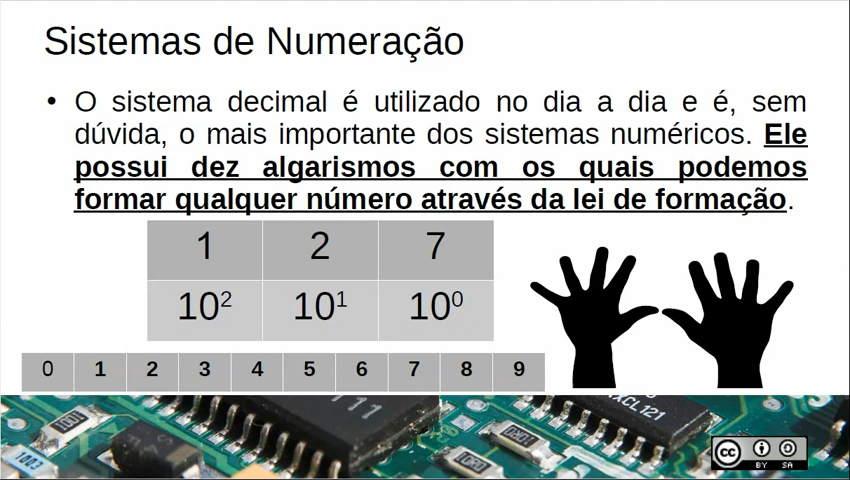 Sistemas de Numeração
• O sistema decimal é utilizado no dia a dia e é, sem
dúvida, o mais importante dos sistemas numéricos. Ele
possui dez algarismos com os quais podemos
formar qualquer número através da lei de formação.
1 2 7
10² 10¹ 10⁰
0 1 2 3 4 5 6 7 8 9
XCL121
CC BY SA